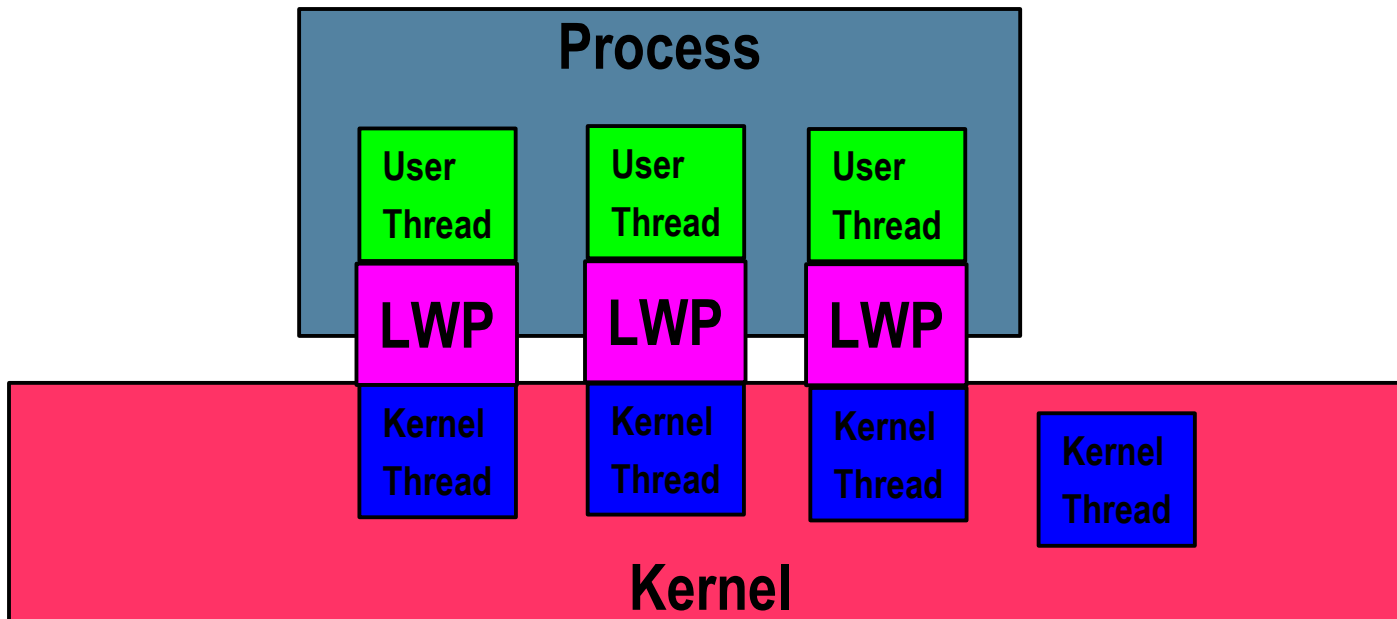 Process
User
Thread
User
Thread
User
Thread
LWP
LWP
LWP
Kernel
Thread
Kernel
Thread
Kernel
Thread
Kernel
Thread
Kernel